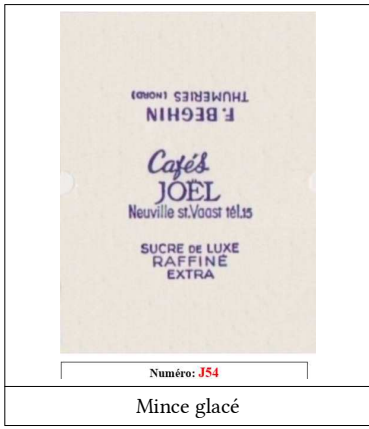 THUMERIES (NORD)
F. BEGHIN
Cafés
JOËL
Neuville st.Vaast tél.15
SUCRE DE LUXE
RAFFINÉ
EXTRA
Numéro: J54
Mince glacé